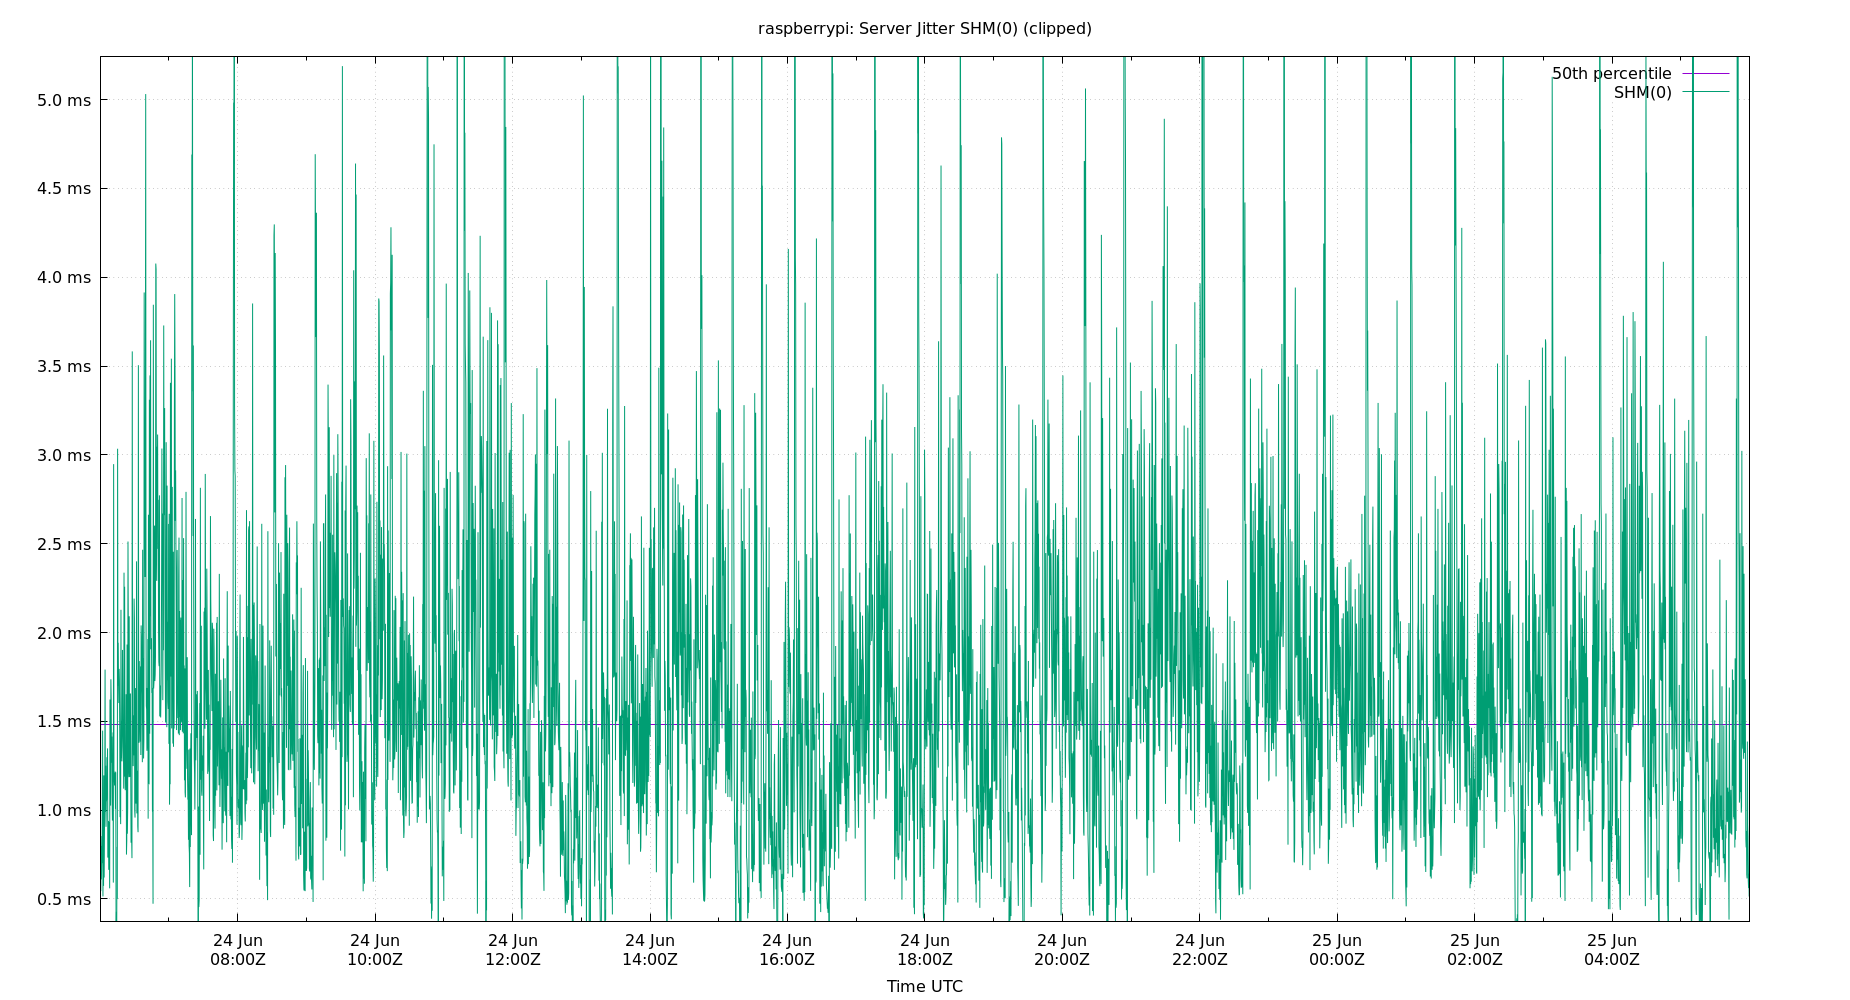 raspberrypi: Server Jitter SHM(0) (clipped)
50th percentile
SHM(0)
5.0 ms
4.5 ms
4.0 ms
3.5 ms
3.0 ms
2.5 ms
2.0 ms
1.5 ms
1.0 ms
0.5 ms
24 Jun 24 Jun 24 Jun 24 Jun 24 Jun 24 Jun 24 Jun 24 Jun 25 Jun 25 Jun 25 Jun
08:00Z 10:00Z 12:00Z 14:00Z 16:00Z 18:00Z 20:00Z 22:00Z 00:00Z 02:00Z 04:00Z
Time UTC